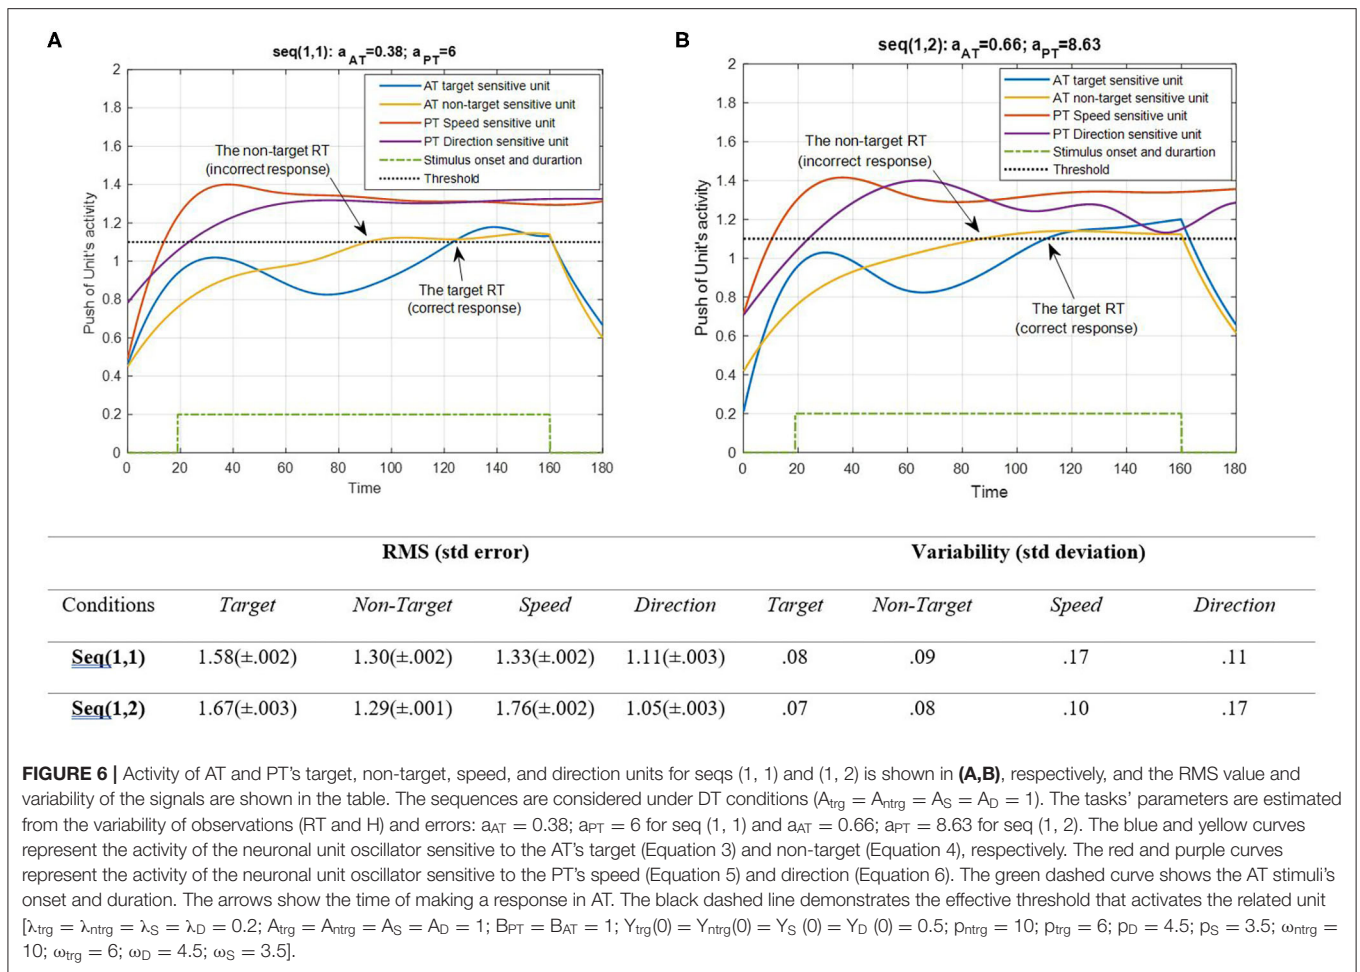 A
seq(1,1): a AT=0.38; a PT=6
2
1.8
1.6
1.4
1.2
1
0.8
0.6
0.4
0.2
0
Push of Unit's activity
AT target sensitive unit
AT non-target sensitive unit
PT Speed sensitive unit
PT Direction sensitive unit
Stimulus onset and durartion
Threshold
The non-target RT
(incorrect response)
The target RT
(correct response)
0 20 40 60 80 100 120 140 160 180
Time
B
seq(1,2): a AT=0.66; a PT=8.63
2
1.8
1.6
1.4
1.2
1
0.8
0.6
0.4
0.2
0
Push of Unit's activity
AT target sensitive unit
AT non-target sensitive unit
PT Speed sensitive unit
PT Direction sensitive unit
Stimulus onset and durartion
Threshold
The non-target RT
(incorrect response)
The target RT
(correct response)
0 20 40 60 80 100 120 140 160 180
Time
RMS (std error) Variability (std deviation)
Conditions Target Non-Target Speed Direction Target Non-Target Speed Direction
Seq(1,1) 1.58(±.002) 1.30(±.002) 1.33(±.002) 1.11(±.003) .08 .09 .17 .11
Seq(1,2) 1.67(±.003) 1.29(±.001) 1.76(±.002) 1.05(±.003) .07 .08 .10 .17
FIGURE 6 | Activity of AT and PT's target, non-target, speed, and direction units for seqs (1, 1) and (1, 2) is shown in (A,B), respectively, and the RMS value and
variability of the signals are shown in the table. The sequences are considered under DT conditions (Atrg = Antrg = AS = AD = 1). The tasks' parameters are estimated
from the variability of observations (RT and H) and errors: aAT = 0.38; aPT = 6 for seq (1, 1) and aAT = 0.66; aPT = 8.63 for seq (1, 2). The blue and yellow curves
represent the activity of the neuronal unit oscillator sensitive to the AT's target (Equation 3) and non-target (Equation 4), respectively. The red and purple curves
represent the activity of the neuronal unit oscillator sensitive to the PT's speed (Equation 5) and direction (Equation 6). The green dashed curve shows the AT stimuli's
onset and duration. The arrows show the time of making a response in AT. The black dashed line demonstrates the effective threshold that activates the related unit
[λtrg = λntrg = λS = λD = 0.2; Atrg = Antrg = AS = AD = 1; BPT = BAT = 1; Ytrg(0) = Yntrg(0) = YS (0) = YD (0) = 0.5; pntrg = 10; ptrg = 6; pD = 4.5; pS = 3.5; ωntrg =
10; ωtrg = 6; ωD = 4.5; ωS = 3.5].